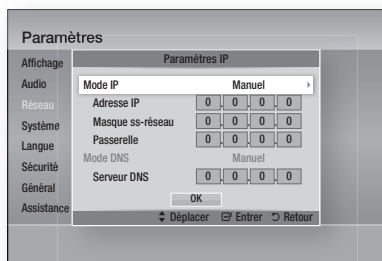 Paramètres
Affichage
Audio
Réseau
Système
Langue
Sécurité
Général
Assistance
Paramètres IP
Mode IP Manuel
Adresse IP 0 . 0 . 0 . 0
Masque ss-réseau 0 . 0 . 0 . 0
Passerelle 0 . 0 . 0 . 0
Mode DNS Manuel
Serveur DNS 0 . 0 . 0 . 0
OK
Déplacer Entrer Retour